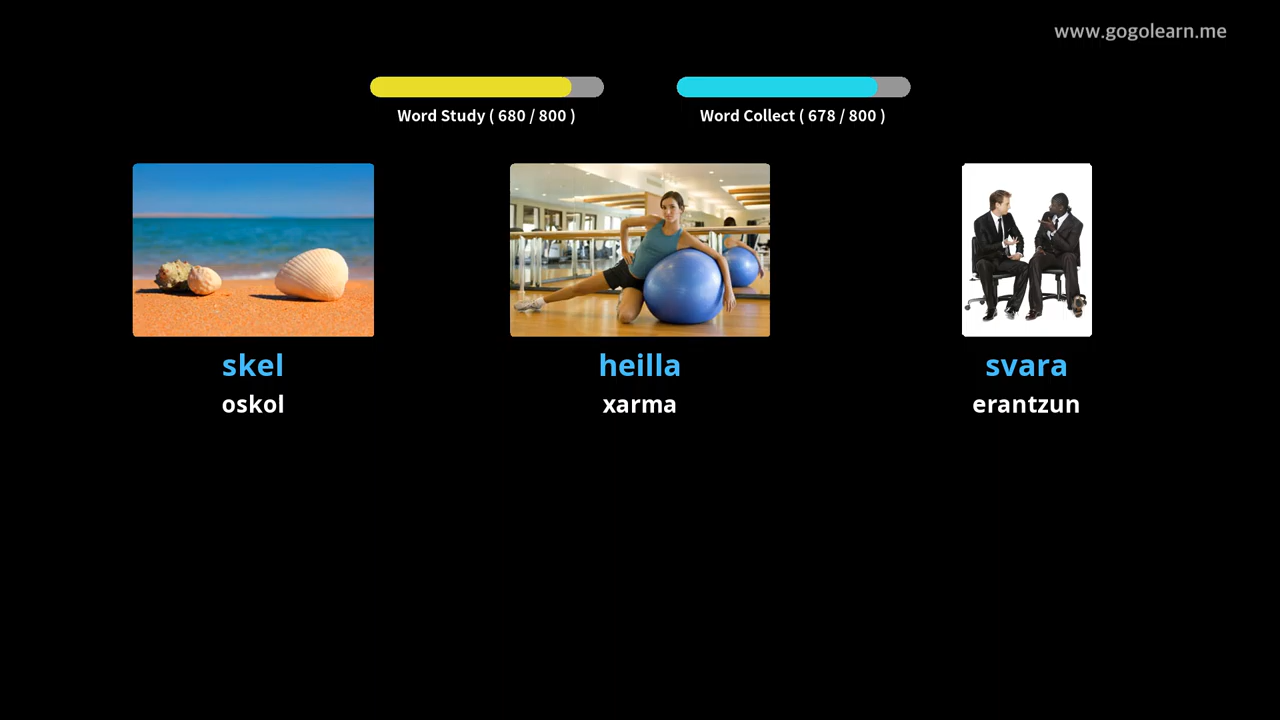 www.gogolearn.me
Word Study ( 680 / 800 )
Word Collect ( 678 / 800 )
skel
oskol
heilla
xarma
svara
erantzun